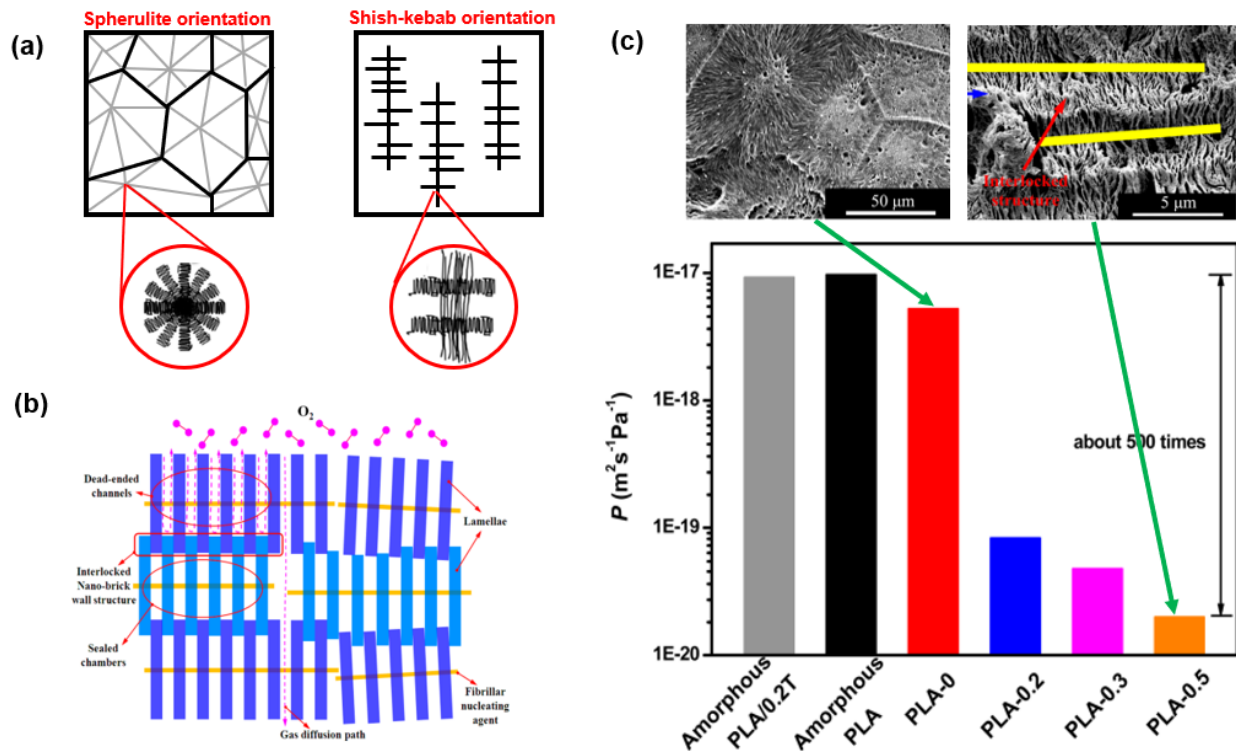 Spherulite orientation
Shish-kebab orientation
(a)
(b)
O₂
Dead-ended
channels
Lamellae
Interlocked
Nano-brick
wall structure
Sealed
chambers
Fibrillar
nucleating
agent
Gas diffusion path
(c)
50 μm
Interlocked
structure
5 μm
1E-17
1E-18
1E-19
1E-20
P (m²s⁻¹Pa⁻¹)
about 500 times
Amorphous
PLA/0.2T
Amorphous
PLA
PLA-0
PLA-0.2
PLA-0.3
PLA-0.5